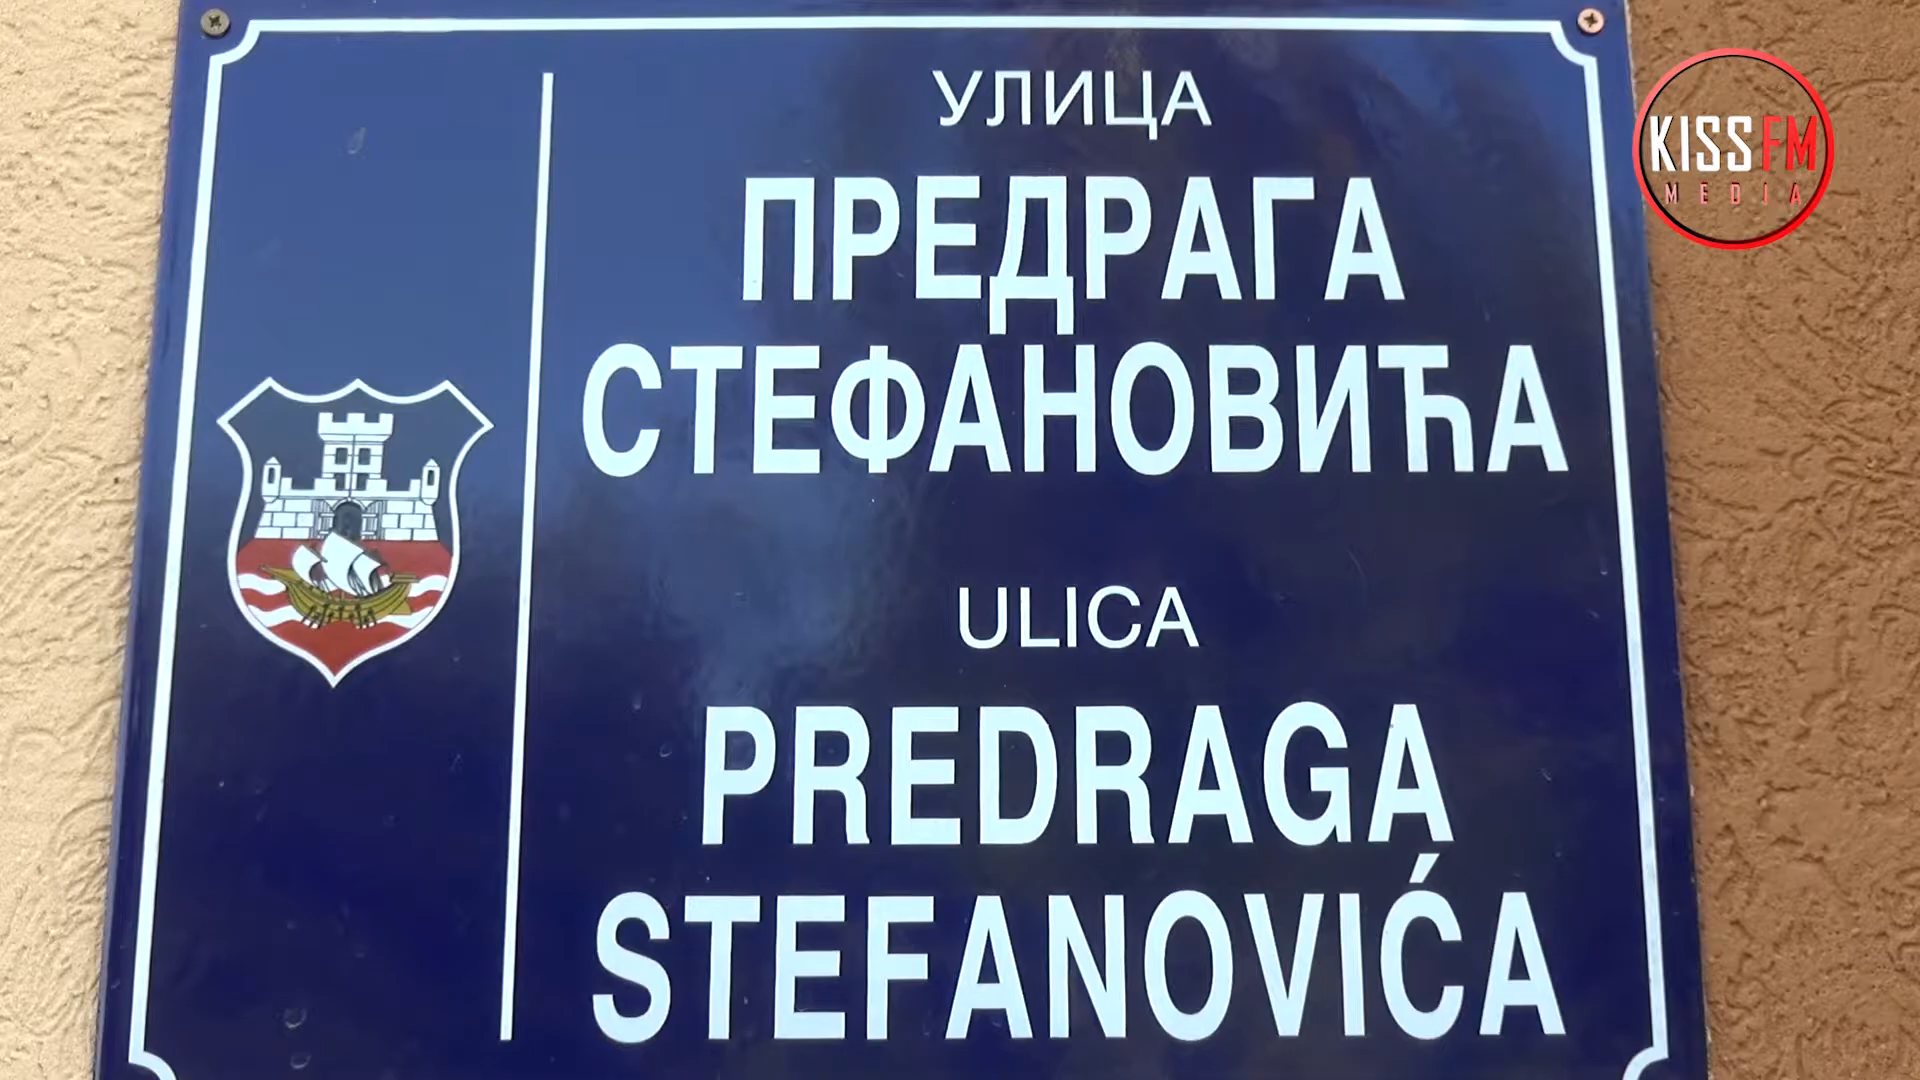 УЛИЦА
ПРЕДРАГА
СТЕФАНОВИЋА
ULICA
PREDRAGA
STEFANOVIĆA
KISS FM
MEDIA